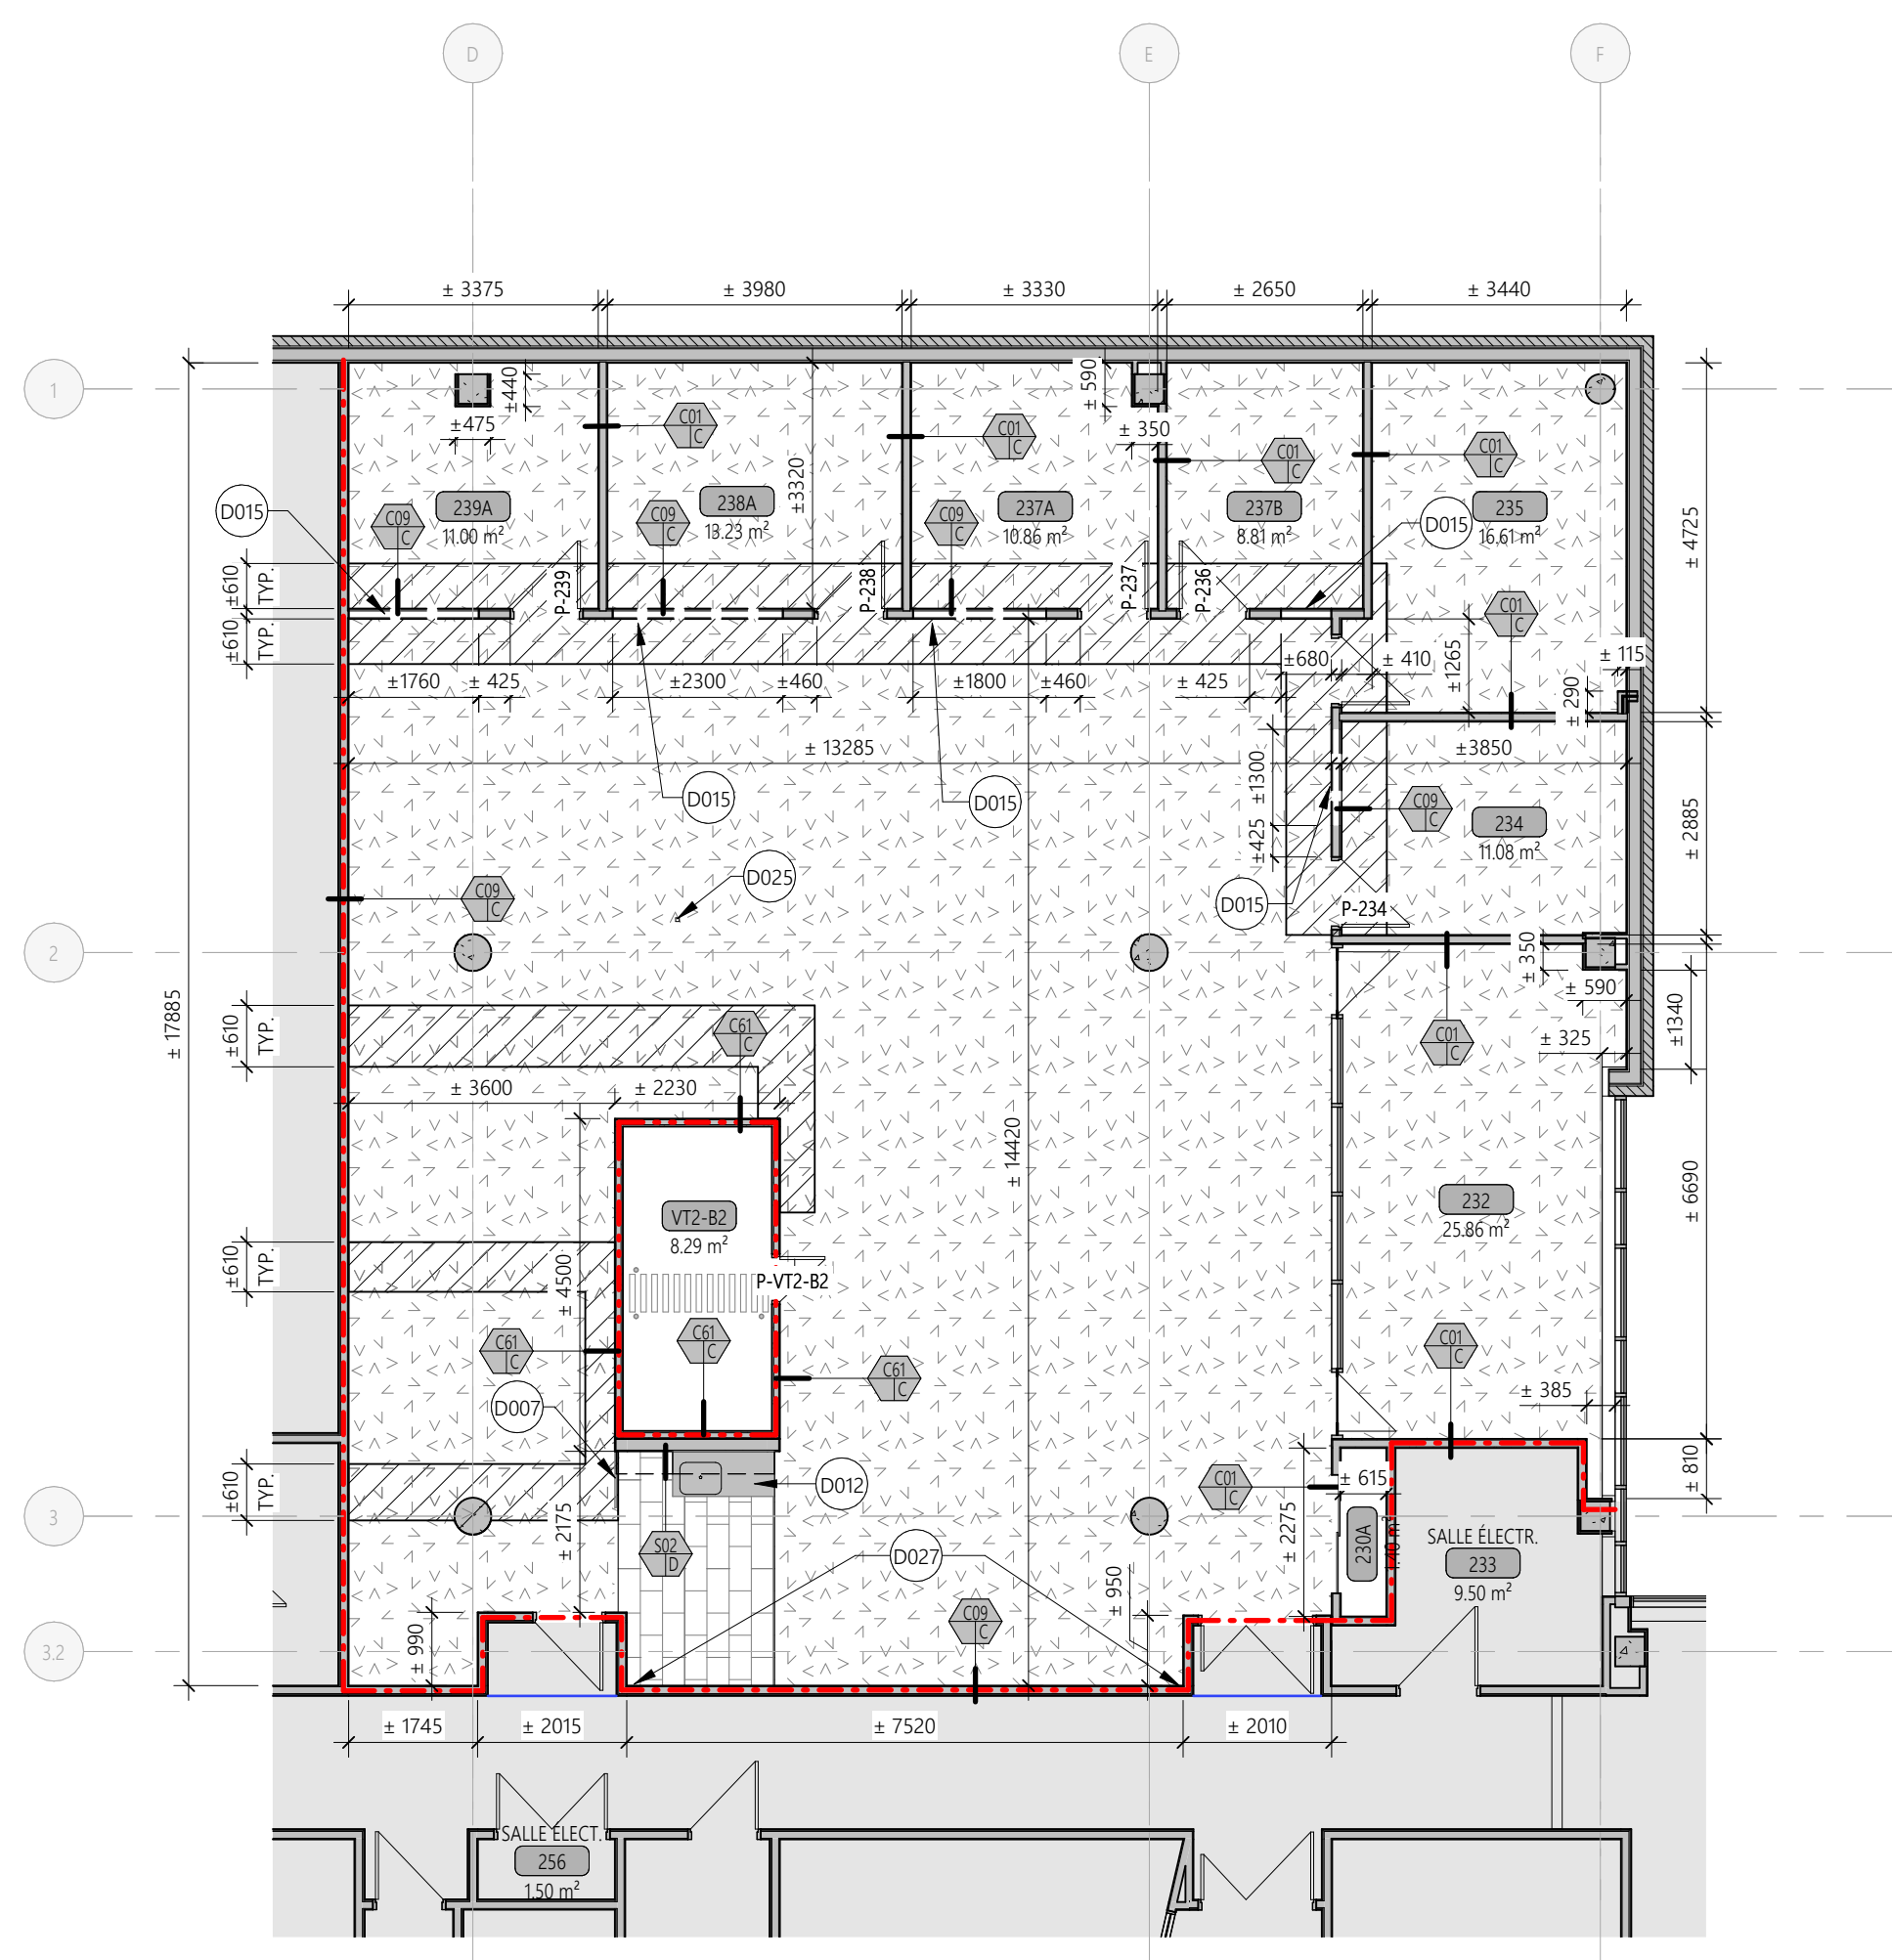 D
E
F
± 3375
± 3980
± 3330
± 2650
± 3440
1
±440
±475
± 590
± 350
±3320
C01
C
C01
C
C01
C
C01
C
D015
C09
C
239A
11.00 m²
C09
C
238A
13.23 m²
C09
C
237A
10.86 m²
237B
8.81 m²
D015
235
16.61 m²
± 4725
±610
TYP.
±610
TYP.
P-239
P-238
P-237
P-236
C01
C
±1760
± 425
±2300
±460
±1800
±460
± 425
±680
± 410
±1265
± 115
± 290
± 13285
±3850
D015
D015
±1300
±425
C09
C
234
11.08 m²
± 2885
D025
D015
P-234
C09
C
2
± 350
± 590
±1340
± 325
± 17885
±610
TYP.
C61
C
C01
C
± 3600
± 2230
± 14420
± 6690
VT2-B2
8.29 m²
232
25.86 m²
±610
TYP.
± 4500
P-VT2-B2
C61
C
C61
C
C61
C
C01
C
D007
± 385
±610
TYP.
D012
C01
C
± 615
± 810
3
± 2175
± 2275
S02
D
D027
230A
1.40 m²
SALLE ÉLECTR.
233
9.50 m²
± 950
± 990
C09
C
3.2
± 1745
± 2015
± 7520
± 2010
SALLE ÉLECT.
256
1.50 m²